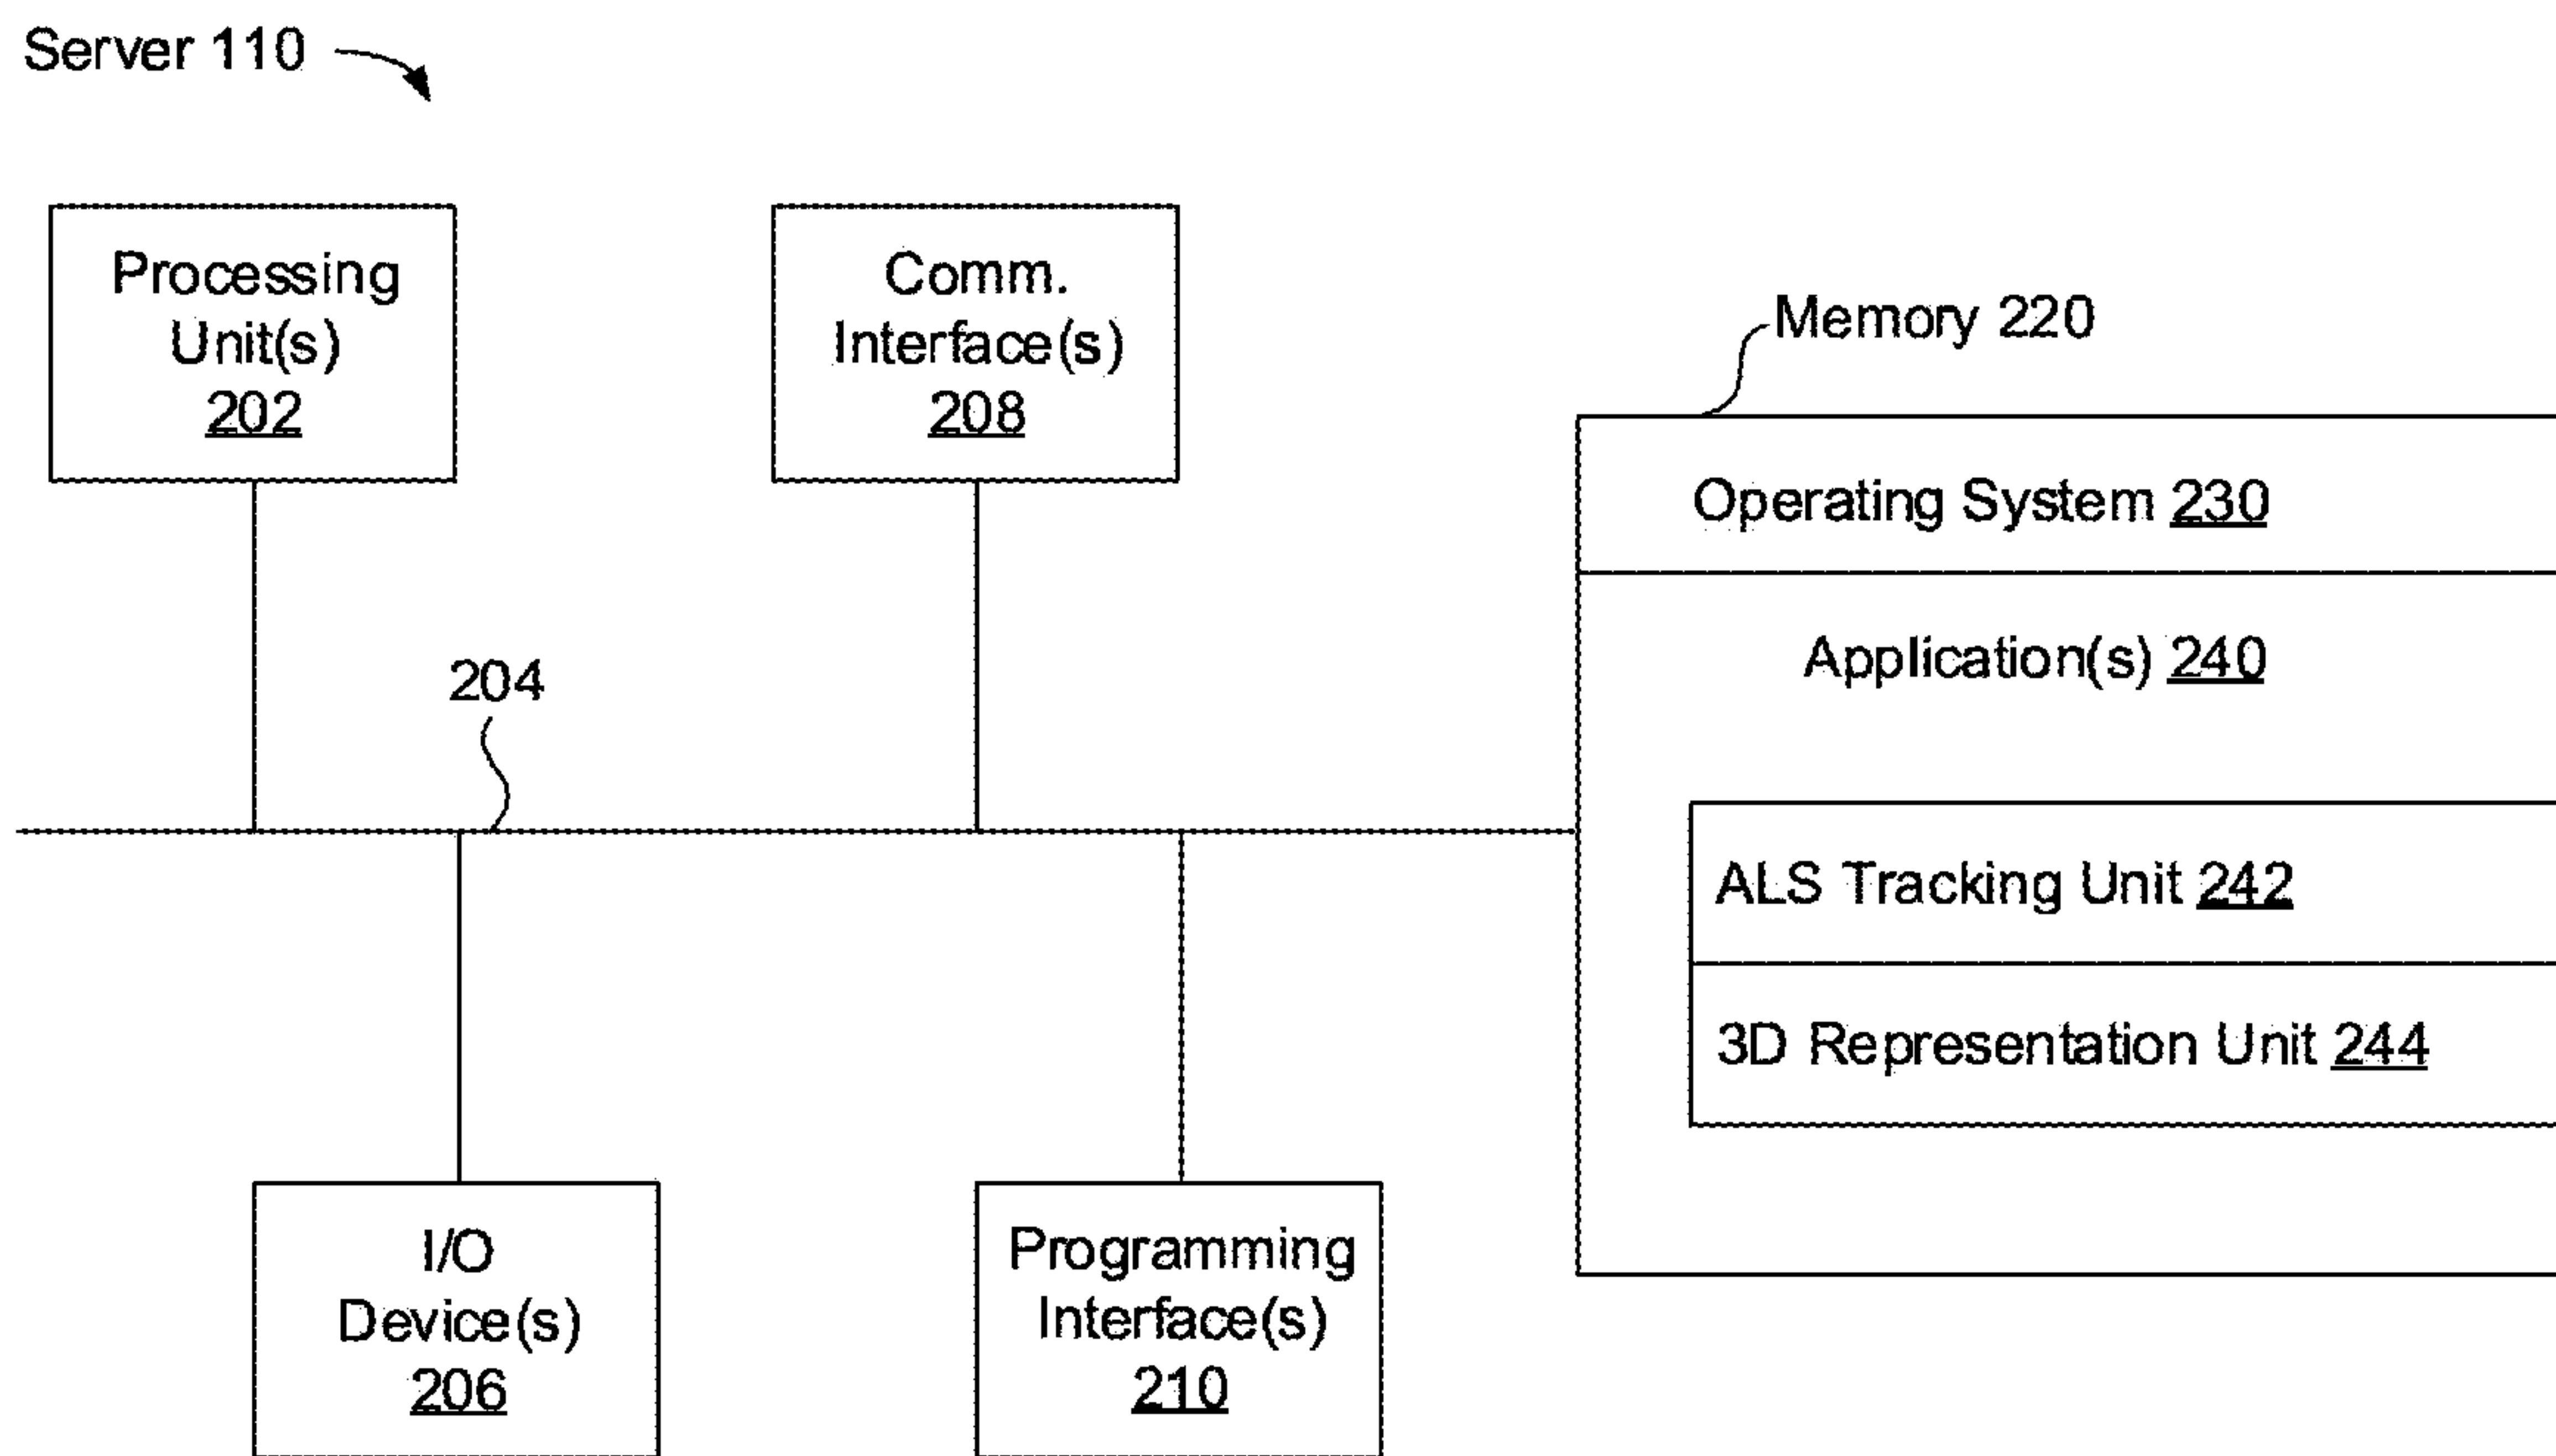 Server 110
Processing
Unit(s)
202
Comm.
Interface(s)
208
Memory 220
Operating System 230
Application(s) 240
204
ALS Tracking Unit 242
3D Representation Unit 244
I/O
Device(s)
206
Programming
Interface(s)
210